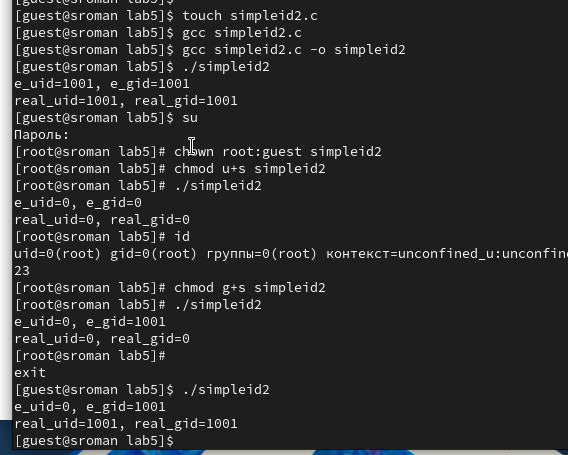 [guest@sroman lab5]$
[guest@sroman lab5]$ touch simpleid2.c
[guest@sroman lab5]$ gcc simpleid2.c
[guest@sroman lab5]$ gcc simpleid2.c -o simpleid2
[guest@sroman lab5]$ ./simpleid2
e_uid=1001, e_gid=1001
real_uid=1001, real_gid=1001
[guest@sroman lab5]$ su
Пароль:
[root@sroman lab5]# chown root:guest simpleid2
[root@sroman lab5]# chmod u+s simpleid2
[root@sroman lab5]# ./simpleid2
e_uid=0, e_gid=0
real_uid=0, real_gid=0
[root@sroman lab5]# id
uid=0(root) gid=0(root) группы=0(root) контекст=unconfined_u:unconfine
23
[root@sroman lab5]# chmod g+s simpleid2
[root@sroman lab5]# ./simpleid2
e_uid=0, e_gid=1001
real_uid=0, real_gid=0
[root@sroman lab5]#
exit
[guest@sroman lab5]$ ./simpleid2
e_uid=0, e_gid=1001
real_uid=1001, real_gid=1001
[guest@sroman lab5]$